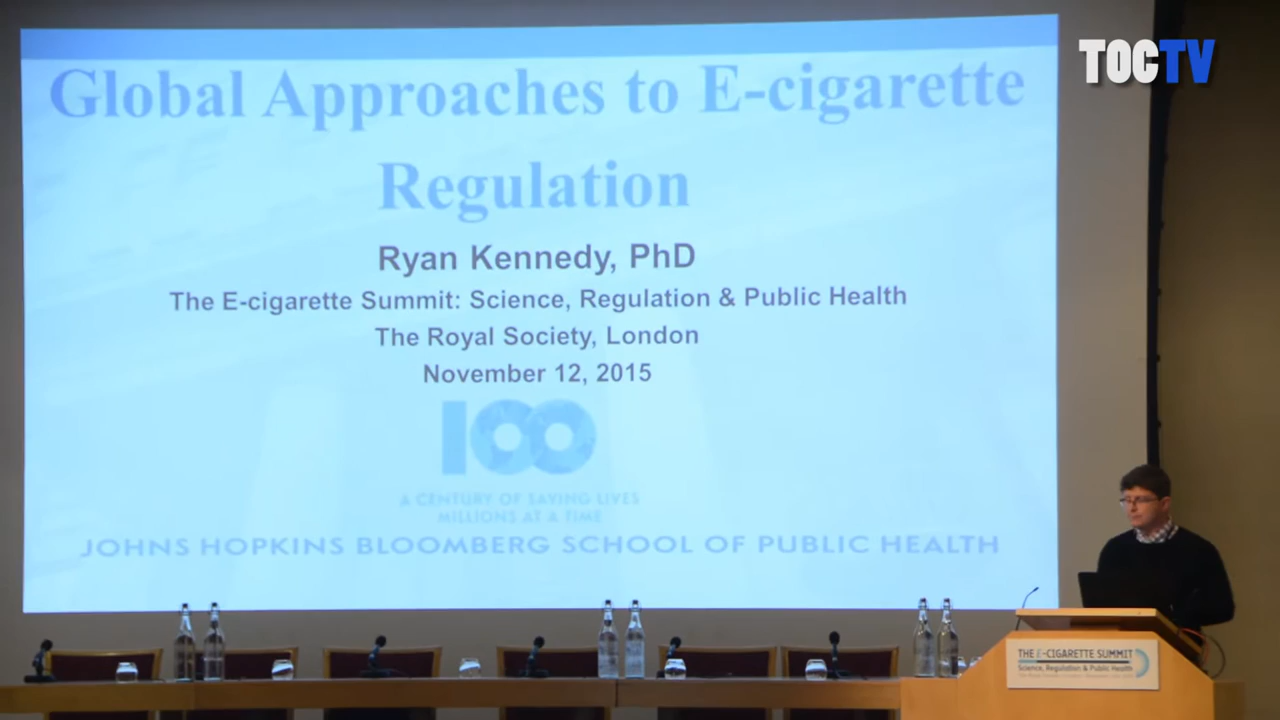 TOCTV
Global Approaches to E-cigarette
Regulation
Ryan Kennedy, PhD
The E-cigarette Summit: Science, Regulation & Public Health
The Royal Society, London
November 12, 2015
100
A CENTURY OF SAVING LIVES
MILLIONS AT A TIME
JOHNS HOPKINS BLOOMBERG SCHOOL OF PUBLIC HEALTH
THE E-CIGARETTE SUMMIT
Science, Regulation & Public Health